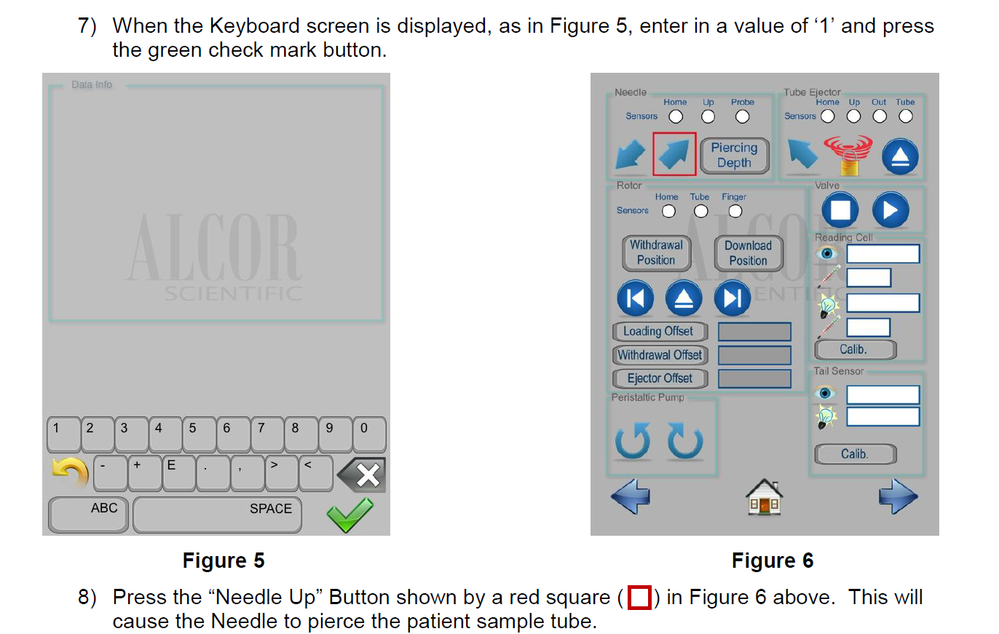 7) When the Keyboard screen is displayed, as in Figure 5, enter in a value of ‘1’ and press
the green check mark button.
Data Info
ALCOR
SCIENTIFIC
1 2 3 4 5 6 7 8 9 0
- + E . , > <
ABC SPACE
Figure 5
Needle
Home Up Probe
Sensors
Piercing
Depth
Tube Ejector
Home Up Out Tube
Sensors
Rotor
Home Tube Finger
Sensors
Withdrawal
Position
Download
Position
Loading Offset
Withdrawal Offset
Ejector Offset
Valve
Reading Cell
Calib.
Peristaltic Pump
Tail Sensor
Calib.
ALCOR
ENTIFIC
Figure 6
8) Press the “Needle Up” Button shown by a red square ( ) in Figure 6 above. This will
cause the Needle to pierce the patient sample tube.